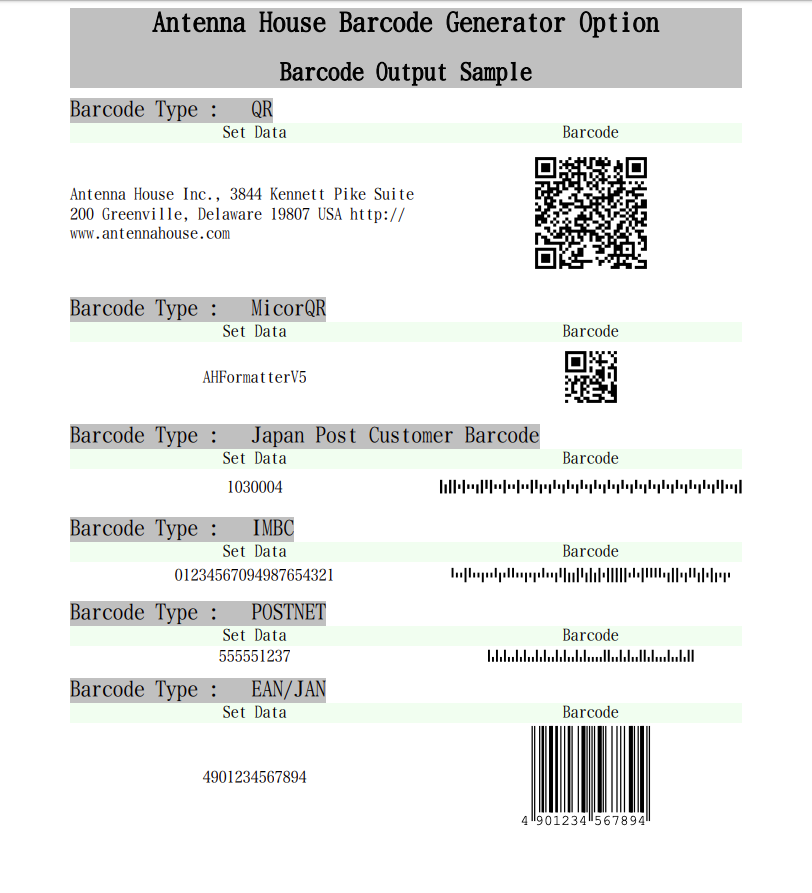 Antenna House Barcode Generator Option
Barcode Output Sample
Barcode Type :   QR
Set Data   Barcode
Antenna House Inc., 3844 Kennett Pike Suite
200 Greenville, Delaware 19807 USA http://
www.antennahouse.com
Barcode Type :   MicorQR
Set Data   Barcode
AHFormatterV5
Barcode Type :   Japan Post Customer Barcode
Set Data   Barcode
1030004
Barcode Type :   IMBC
Set Data   Barcode
01234567094987654321
Barcode Type :   POSTNET
Set Data   Barcode
555551237
Barcode Type :   EAN/JAN
Set Data   Barcode
4901234567894
4 901234 567894